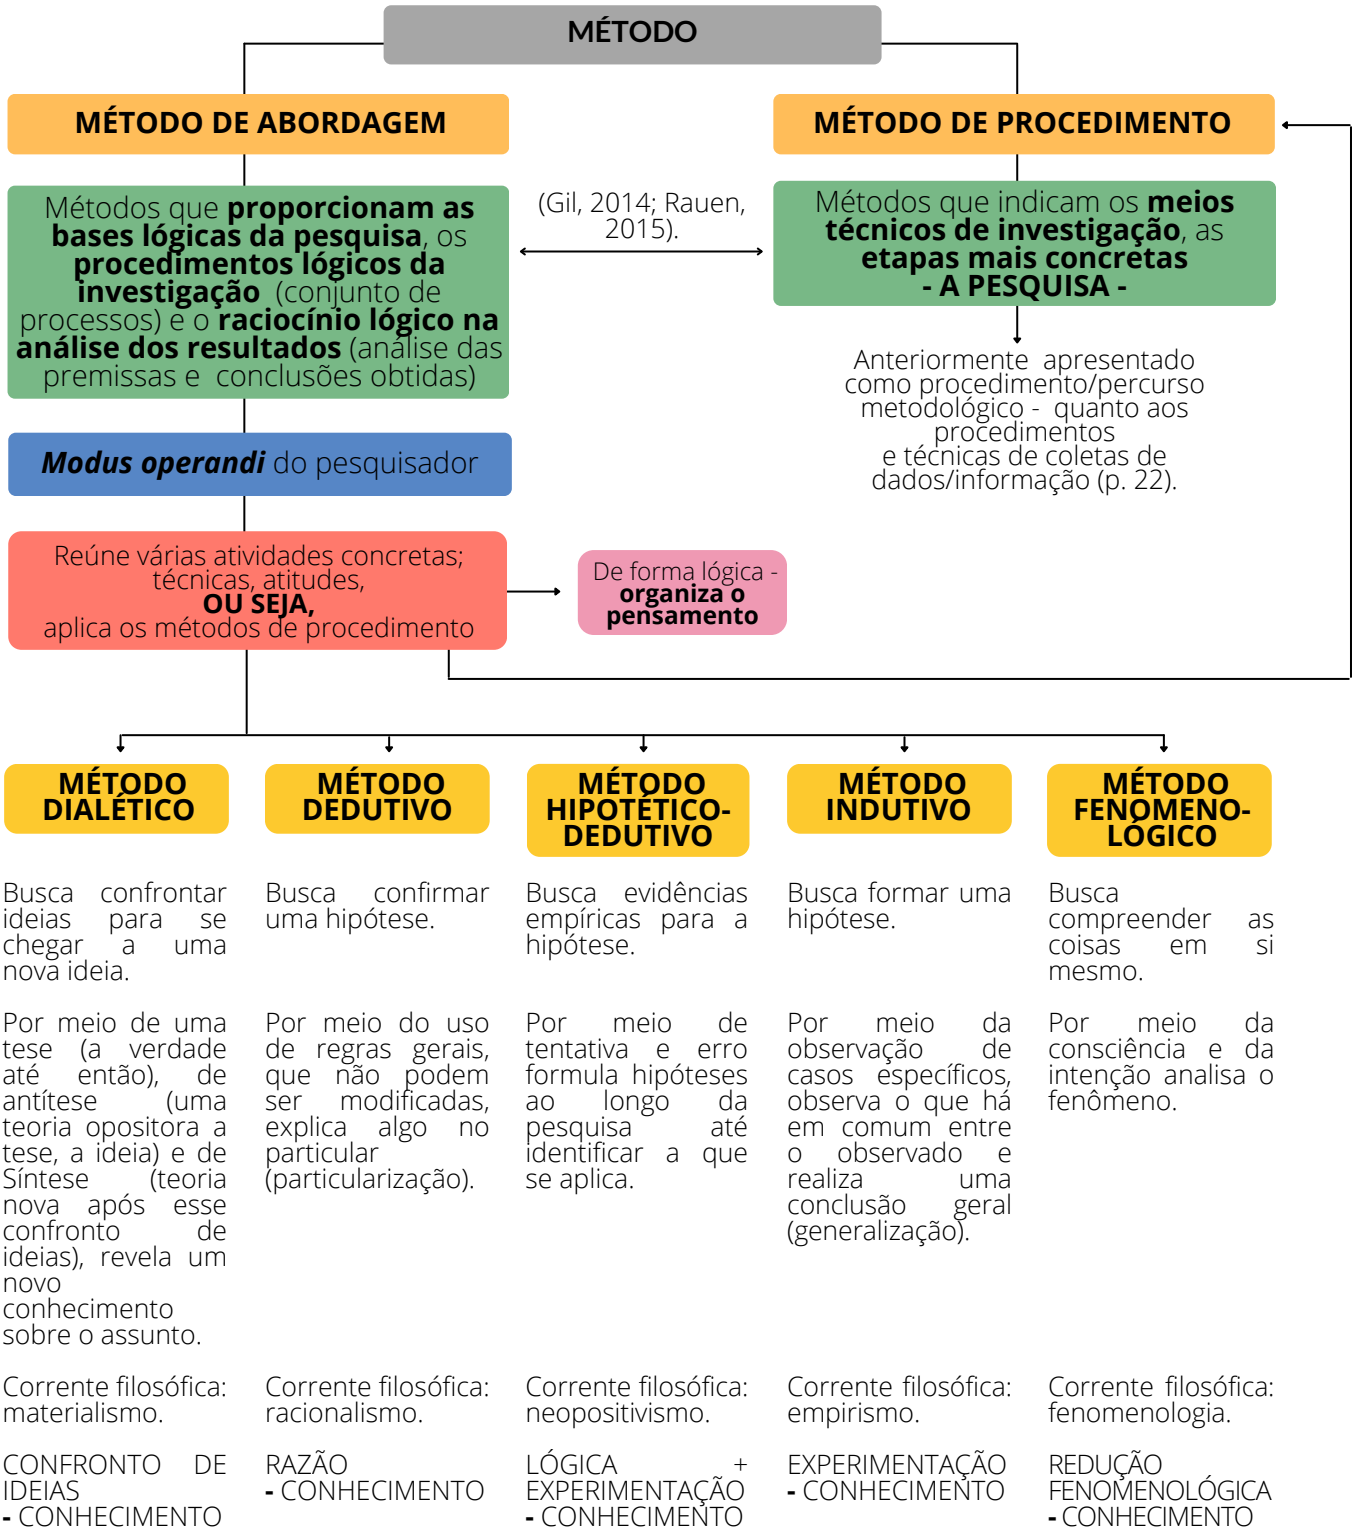 MÉTODO
MÉTODO DE ABORDAGEM
MÉTODO DE PROCEDIMENTO
Métodos que proporcionam as
bases lógicas da pesquisa, os
procedimentos lógicos da
investigação (conjunto de
processos) e o raciocínio lógico na
análise dos resultados (análise das
premissas e conclusões obtidas)
(Gil, 2014; Rauen,
2015).
Métodos que indicam os meios
técnicos de investigação, as
etapas mais concretas
- A PESQUISA -
Anteriormente apresentado
como procedimento/percurso
metodológico - quanto aos
procedimentos
e técnicas de coletas de
dados/informação (p. 22).
Modus operandi do pesquisador
Reúne várias atividades concretas;
técnicas, atitudes,
OU SEJA,
aplica os métodos de procedimento
De forma lógica -
organiza o
pensamento
MÉTODO
DIALÉTICO
Busca confrontar
ideias para se
chegar a uma
nova ideia.
Por meio de uma
tese (a verdade
até então), de
antítese (uma
teoria opositora a
tese, a ideia) e de
Síntese (teoria
nova após esse
confronto de
ideias), revela um
novo
conhecimento
sobre o assunto.
Corrente filosófica:
materialismo.
CONFRONTO DE
IDEIAS
- CONHECIMENTO
MÉTODO
DEDUTIVO
Busca confirmar
uma hipótese.
Por meio do uso
de regras gerais,
que não podem
ser modificadas,
explica algo no
particular
(particularização).
Corrente filosófica:
racionalismo.
RAZÃO
- CONHECIMENTO
MÉTODO
HIPOTÉTICO-
DEDUTIVO
Busca evidências
empíricas para a
hipótese.
Por meio de
tentativa e erro
formula hipóteses
ao longo da
pesquisa até
identificar a que
se aplica.
Corrente filosófica:
neopositivismo.
LÓGICA +
EXPERIMENTAÇÃO
- CONHECIMENTO
MÉTODO
INDUTIVO
Busca formar uma
hipótese.
Por meio da
observação de
casos específicos,
observa o que há
em comum entre
o observado e
realiza uma
conclusão geral
(generalização).
Corrente filosófica:
empirismo.
EXPERIMENTAÇÃO
- CONHECIMENTO
MÉTODO
FENOMENO-
LÓGICO
Busca
compreender as
coisas em si
mesmo.
Por meio da
consciência e da
intenção analisa o
fenômeno.
Corrente filosófica:
fenomenologia.
REDUÇÃO
FENOMENOLÓGICA
- CONHECIMENTO